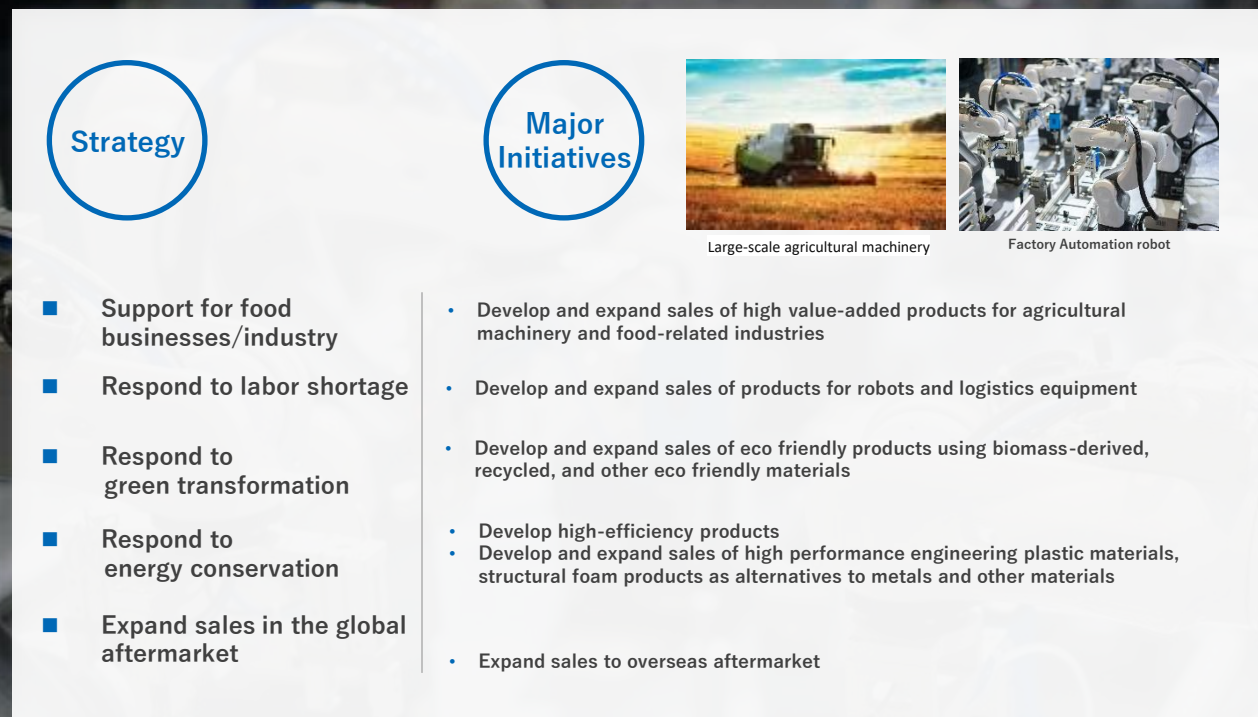 Strategy
Major
Initiatives
Large-scale agricultural machinery
Factory Automation robot
■ Support for food
businesses/industry
• Develop and expand sales of high value-added products for agricultural
machinery and food-related industries
■ Respond to labor shortage
• Develop and expand sales of products for robots and logistics equipment
■ Respond to
green transformation
• Develop and expand sales of eco friendly products using biomass-derived,
recycled, and other eco friendly materials
■ Respond to
energy conservation
• Develop high-efficiency products
• Develop and expand sales of high performance engineering plastic materials,
structural foam products as alternatives to metals and other materials
■ Expand sales in the global
aftermarket
• Expand sales to overseas aftermarket